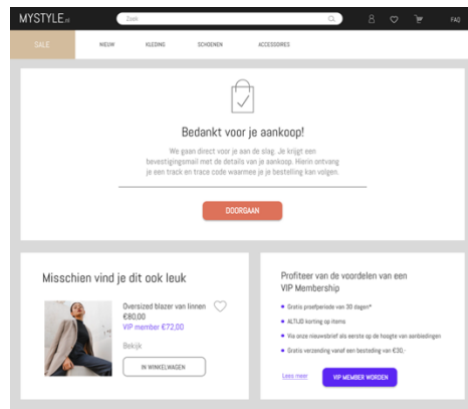 MYSTYLE.nl
Zoek
FAQ
SALE
NIEUW
KLEDING
SCHOENEN
ACCESSOIRES
Bedankt voor je aankoop!
We gaan direct voor je aan de slag. Je krijgt een
bevestigingsmail met de details van je aankoop. Hierin ontvang
je een track en trace code waarmee je je bestelling kan volgen.
DOORGAAN
Misschien vind je dit ook leuk
Oversized blazer van linnen
€80,00
VIP member €72,00
Bekijk
IN WINKELWAGEN
Profiteer van de voordelen van een
VIP Membership
Gratis proefperiode van 30 dagen*
ALTIJD korting op items
Via onze nieuwsbrief als eerste op de hoogte van aanbiedingen
Gratis verzending vanaf een besteding van €30,-
Lees meer
VIP MEMBER WORDEN